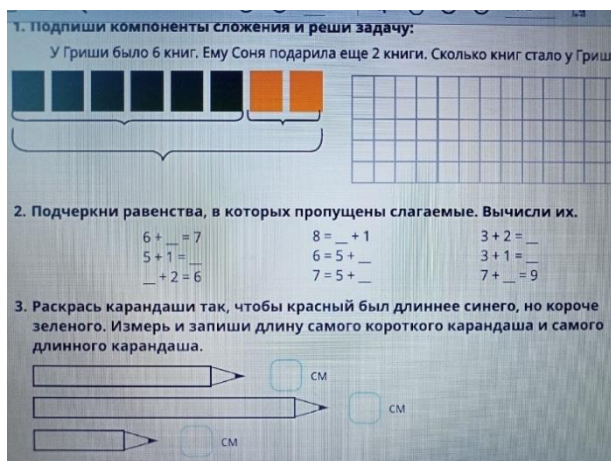 1. Подпиши компоненты сложения и реши задачу:
У Гриши было 6 книг. Ему Соня подарила еще 2 книги. Сколько книг стало у Гриш
2. Подчеркни равенства, в которых пропущены слагаемые. Вычисли их.
6 + __ = 7 8 = __ + 1 3 + 2 = __
5 + 1 = __ 6 = 5 + __ 3 + 1 = __
__ + 2 = 6 7 = 5 + __ 7 + __ = 9
3. Раскрась карандаши так, чтобы красный был длиннее синего, но короче
зеленого. Измерь и запиши длину самого короткого карандаша и самого
длинного карандаша.
см
см
см